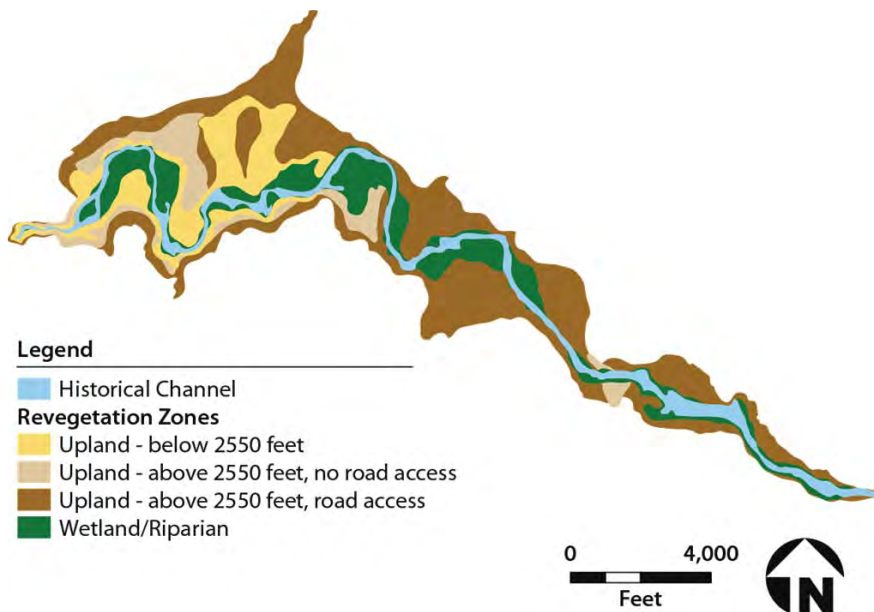 Legend
Historical Channel
Revegetation Zones
Upland - below 2550 feet
Upland - above 2550 feet, no road access
Upland - above 2550 feet, road access
Wetland/Riparian
0 4,000
Feet
N